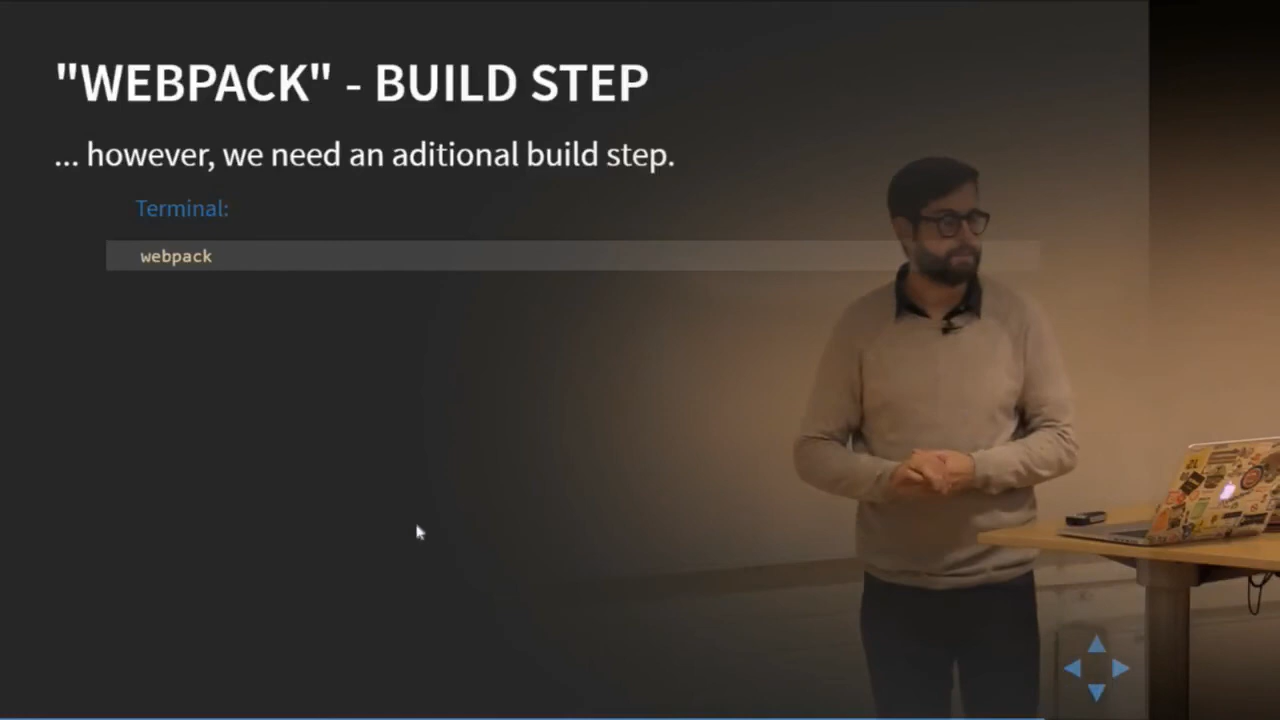 "WEBPACK" - BUILD STEP
... however, we need an aditional build step.
Terminal:
webpack